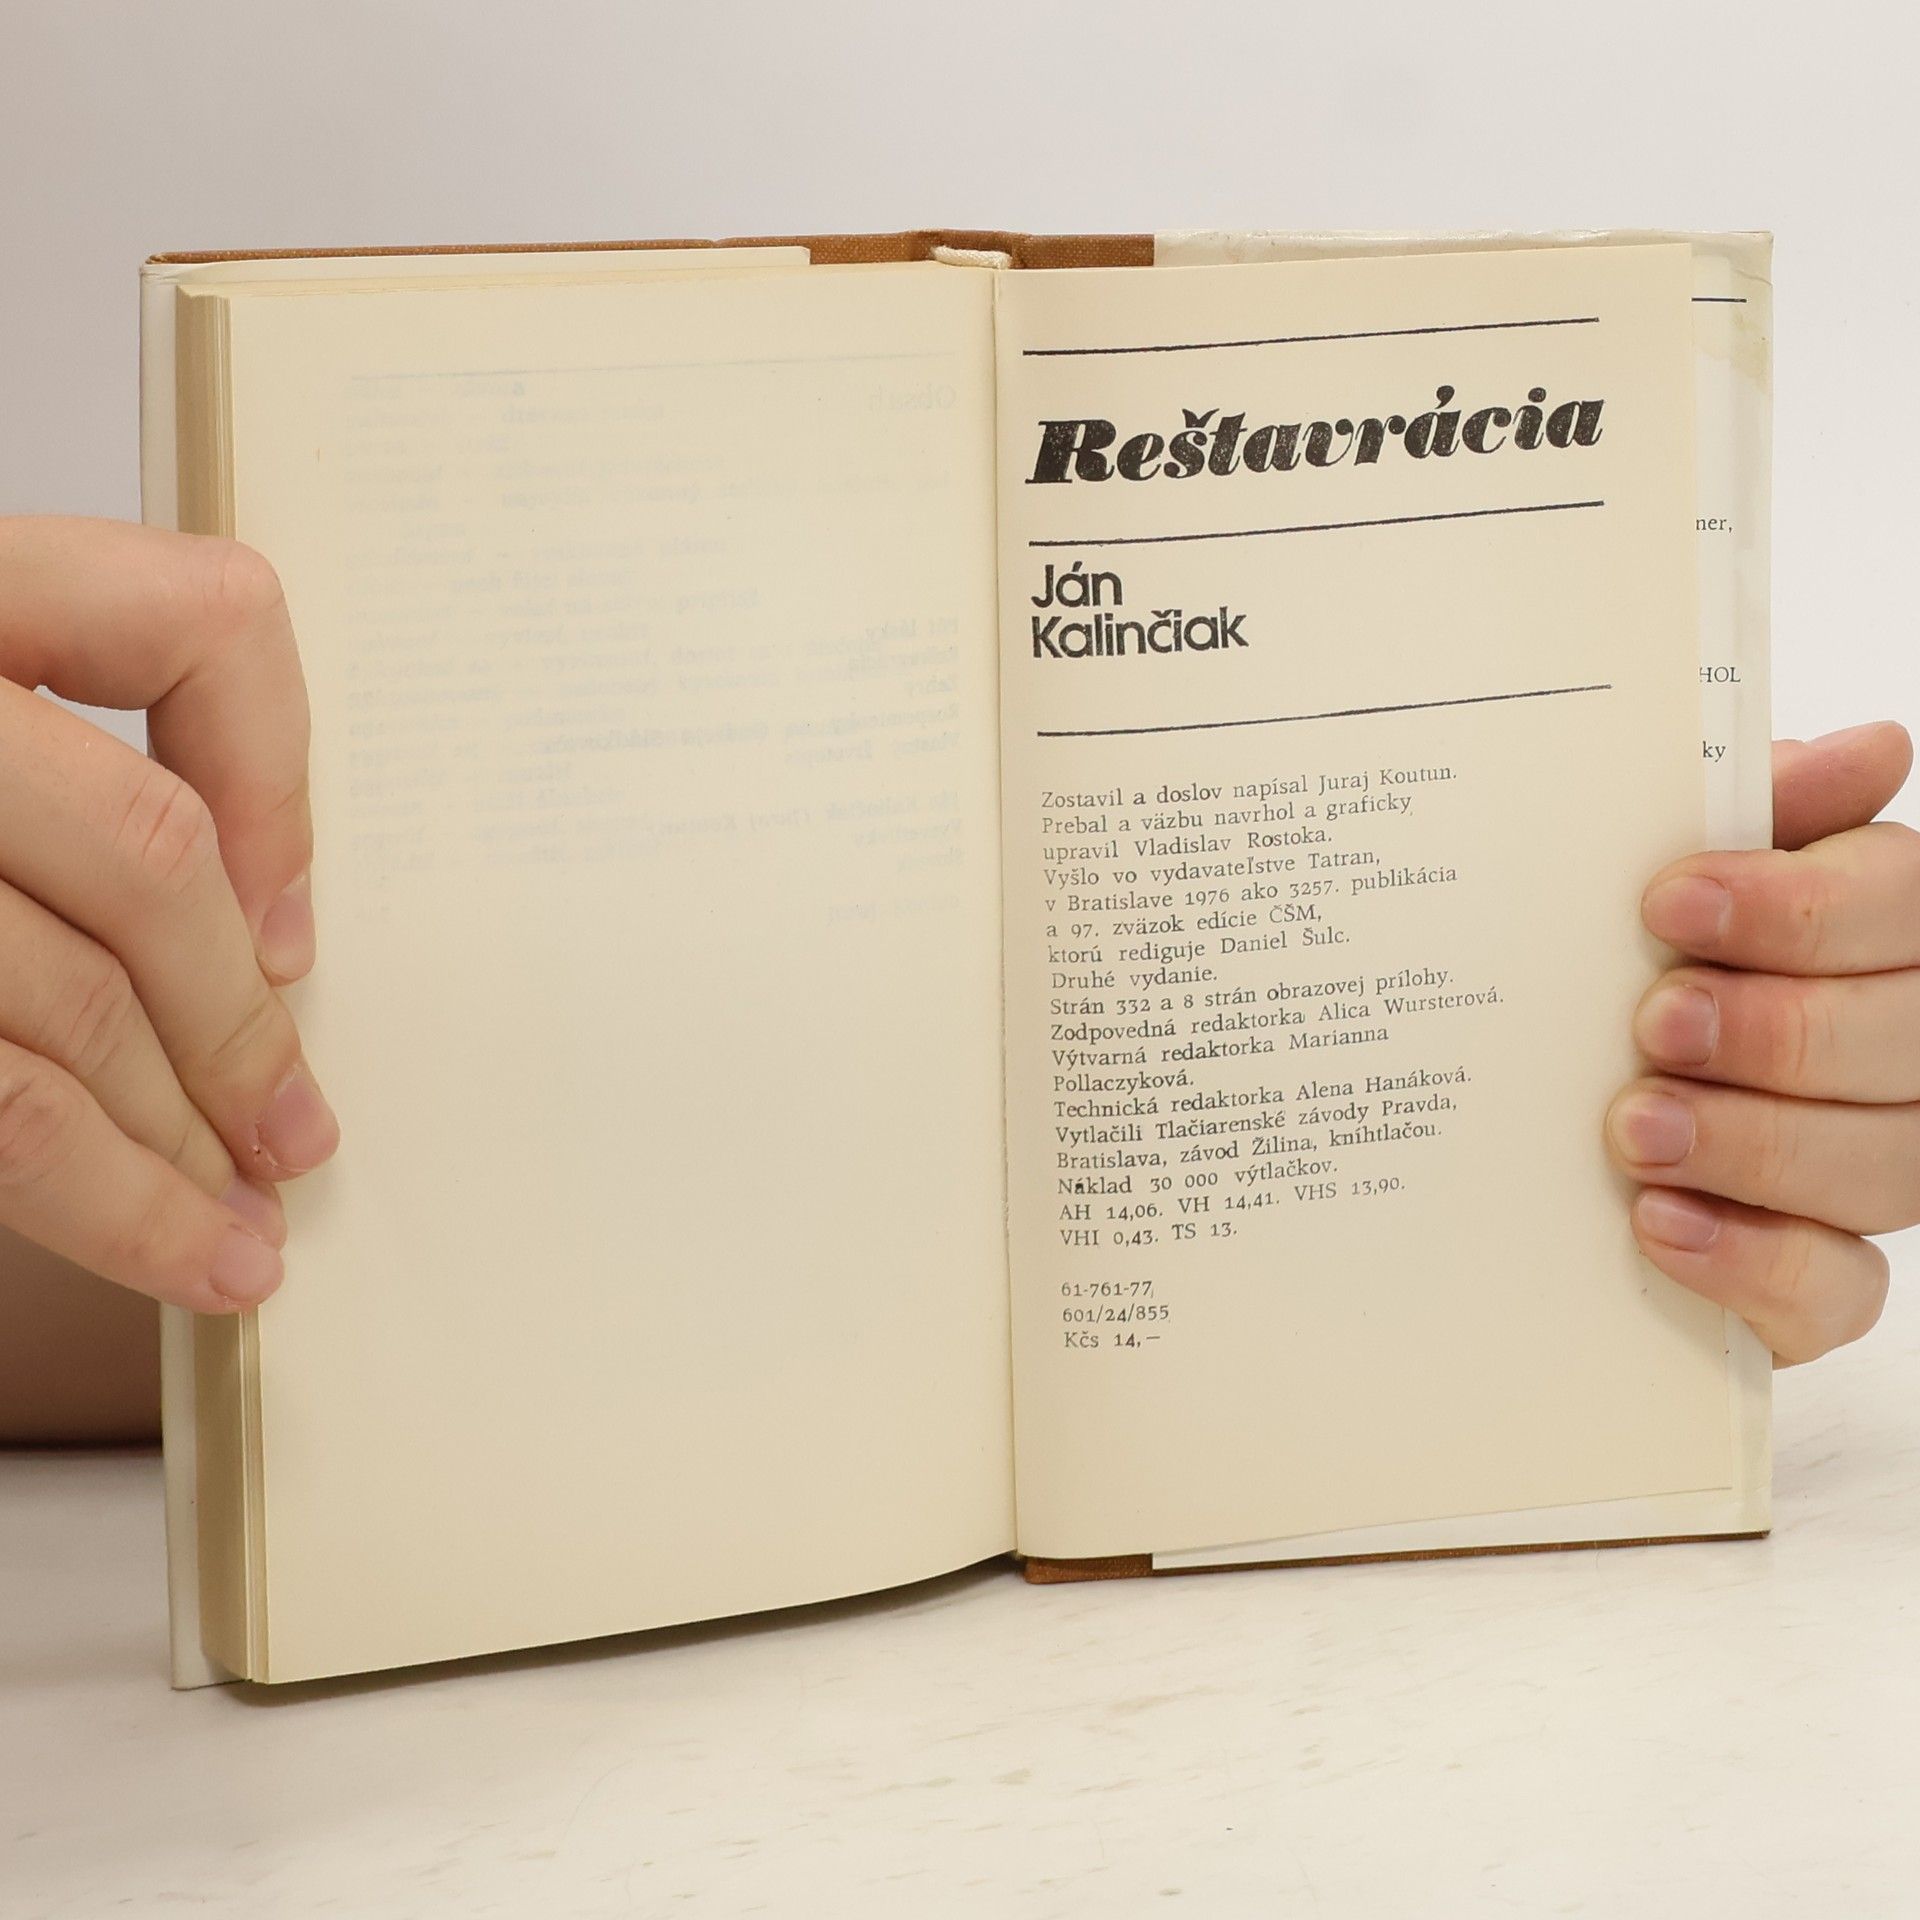 Reštavrácia
Ján
Kalinčiak
Zostavil a doslov napísal Juraj Koutun.
Prebal a väzbu navrhol a graficky
upravil Vladislav Rostoka.
Vyšlo vo vydavateľstve Tatran,
v Bratislave 1976 ako 3257. publikácia
a 97. zväzok edície ČŠM,
ktorú rediguje Daniel Šulc.
Druhé vydanie.
Strán 332 a 8 strán obrazovej prílohy.
Zodpovedná redaktorka Alica Wursterová.
Výtvarná redaktorka Marianna
Pollaczyková.
Technická redaktorka Alena Hanáková.
Vytlačili Tlačiarenské závody Pravda,
Bratislava, závod Žilina, kníhtlačou.
Náklad 30 000 výtlačkov.
AH 14,06. VH 14,41. VHS 13,90.
VHI 0,43. TS 13.
61-761-77
601/24/855
Kčs 14,—
ner,
HOL
ky